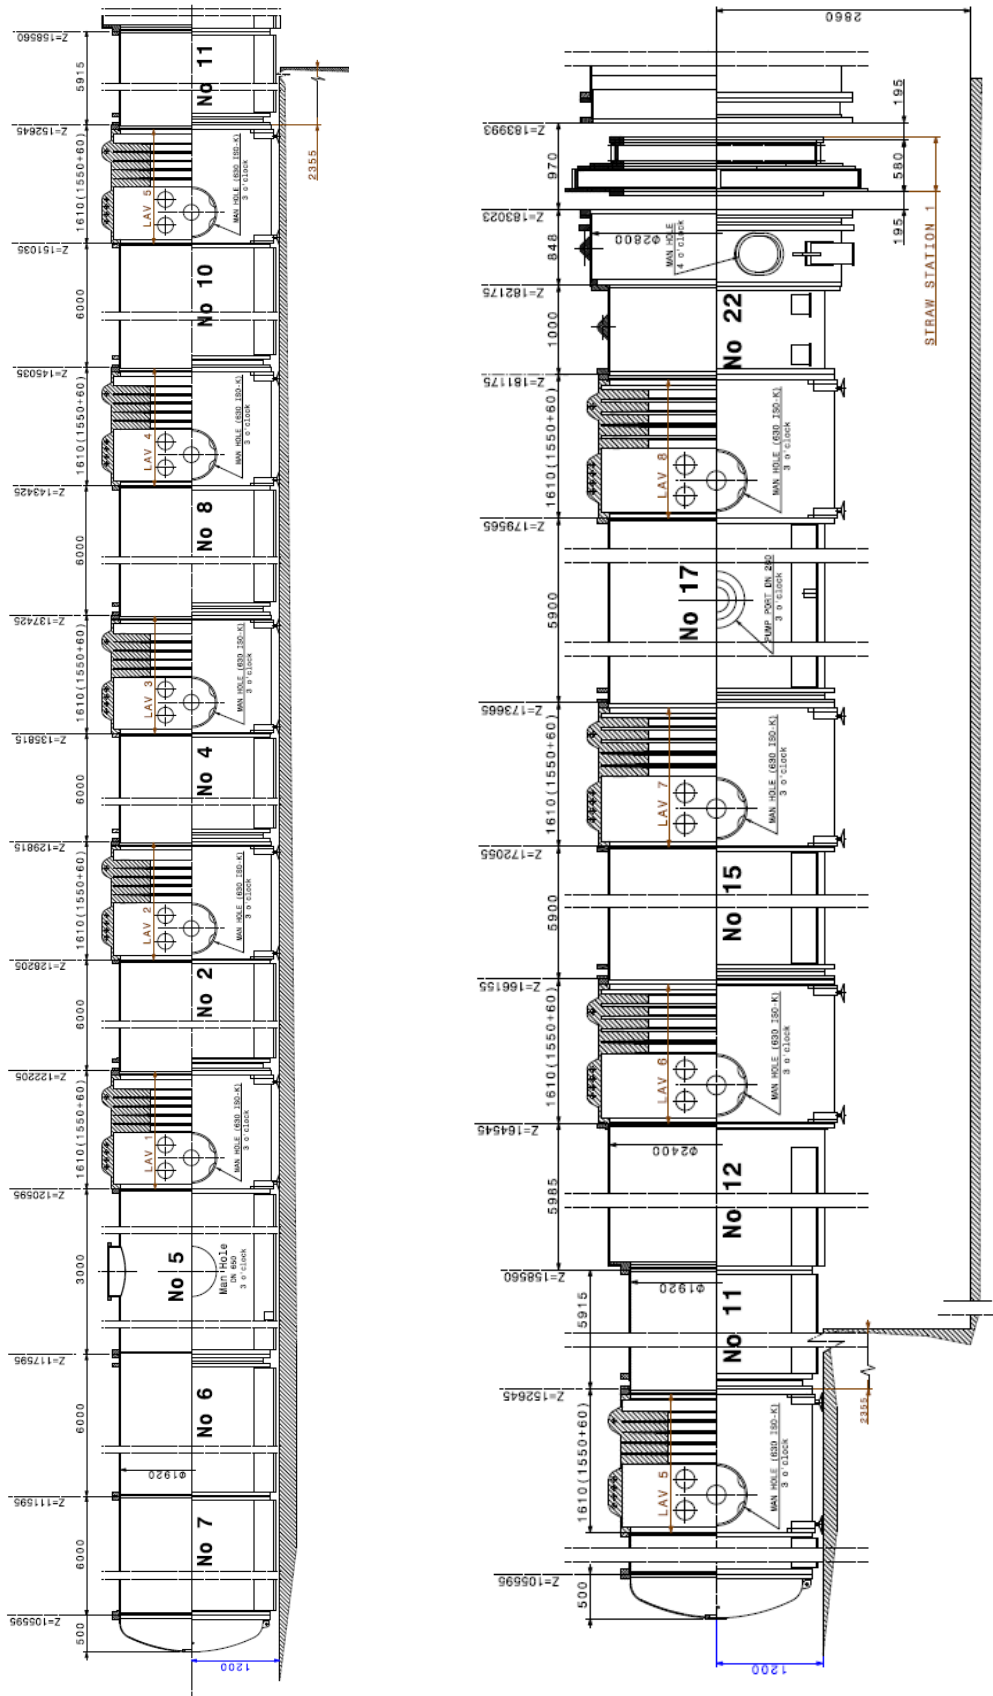 Z=158560
5915
No 11
Z=152645
2355
1610(1550+60)
LAV 5
MAN HOLE (630 ISO-K)
3 o'clock
Z=151035
6000
No 10
Z=145035
1610(1550+60)
LAV 4
MAN HOLE (630 ISO-K)
3 o'clock
Z=143425
6000
No 8
Z=137425
1610(1550+60)
LAV 3
MAN HOLE (630 ISO-K)
3 o'clock
Z=135815
6000
No 4
Z=129815
1610(1550+60)
LAV 2
MAN HOLE (630 ISO-K)
3 o'clock
Z=128205
6000
No 2
Z=122205
1610(1550+60)
LAV 1
MAN HOLE (630 ISO-K)
3 o'clock
Z=120595
3000
No 5
Man Hole
DN 650
3 o'clock
Z=117595
6000
No 6
Ø1920
Z=111595
6000
No 7
Z=105595
500
1200
2860
195
Z=183993
970
580
STRAW STATION 1
Z=183023
195
848
Ø2800
MAN HOLE
4 o'clock
Z=182175
1000
No 22
Z=181175
1610(1550+60)
LAV 8
MAN HOLE (630 ISO-K)
3 o'clock
Z=179565
5900
No 17
PUMP PORT DN 250
3 o'clock
Z=173665
1610(1550+60)
LAV 7
MAN HOLE (630 ISO-K)
3 o'clock
Z=172055
5900
No 15
Z=166155
1610(1550+60)
LAV 6
MAN HOLE (630 ISO-K)
3 o'clock
Z=164545
Ø2400
5985
No 12
Z=158560
Ø1920
5915
No 11
Z=152645
2355
1610(1550+60)
LAV 5
MAN HOLE (630 ISO-K)
3 o'clock
Z=105595
500
1200